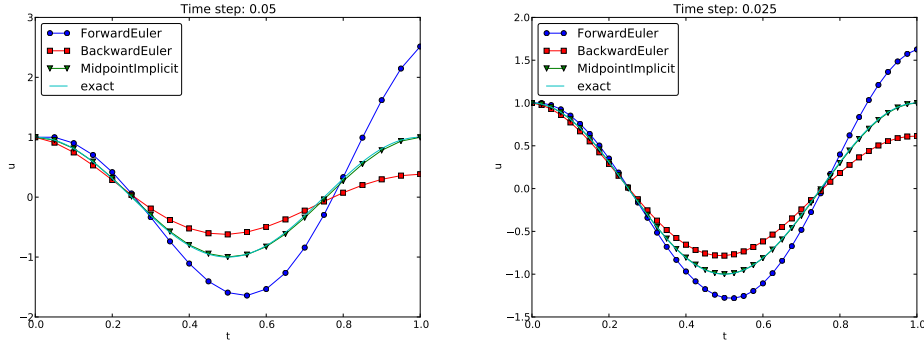 Time step: 0.05
3
2
1
0
−1
−2
0.0
0.2
0.4
0.6
0.8
1.0
t
u
ForwardEuler
BackwardEuler
MidpointImplicit
exact
Time step: 0.025
2.0
1.5
1.0
0.5
0.0
−0.5
−1.0
−1.5
0.0
0.2
0.4
0.6
0.8
1.0
t
u
ForwardEuler
BackwardEuler
MidpointImplicit
exact